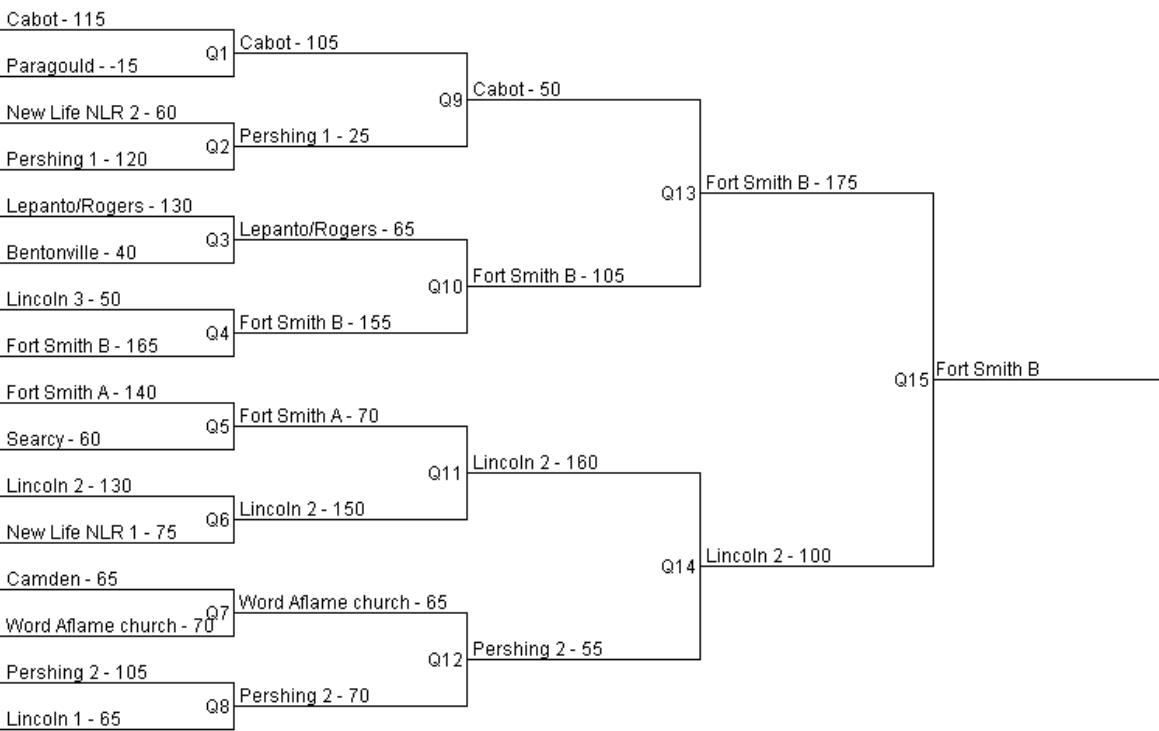 Cabot - 115
Q1
Cabot - 105
Paragould - -15
Q9
Cabot - 50
New Life NLR 2 - 60
Q2
Pershing 1 - 25
Pershing 1 - 120
Q13
Fort Smith B - 175
Lepanto/Rogers - 130
Q3
Lepanto/Rogers - 65
Bentonville - 40
Q10
Fort Smith B - 105
Lincoln 3 - 50
Q4
Fort Smith B - 155
Fort Smith B - 165
Q15
Fort Smith B
Fort Smith A - 140
Q5
Fort Smith A - 70
Searcy - 60
Q11
Lincoln 2 - 160
Lincoln 2 - 130
Q6
Lincoln 2 - 150
New Life NLR 1 - 75
Q14
Lincoln 2 - 100
Camden - 65
Q7
Word Aflame church - 65
Word Aflame church - 70
Q12
Pershing 2 - 55
Pershing 2 - 105
Q8
Pershing 2 - 70
Lincoln 1 - 65